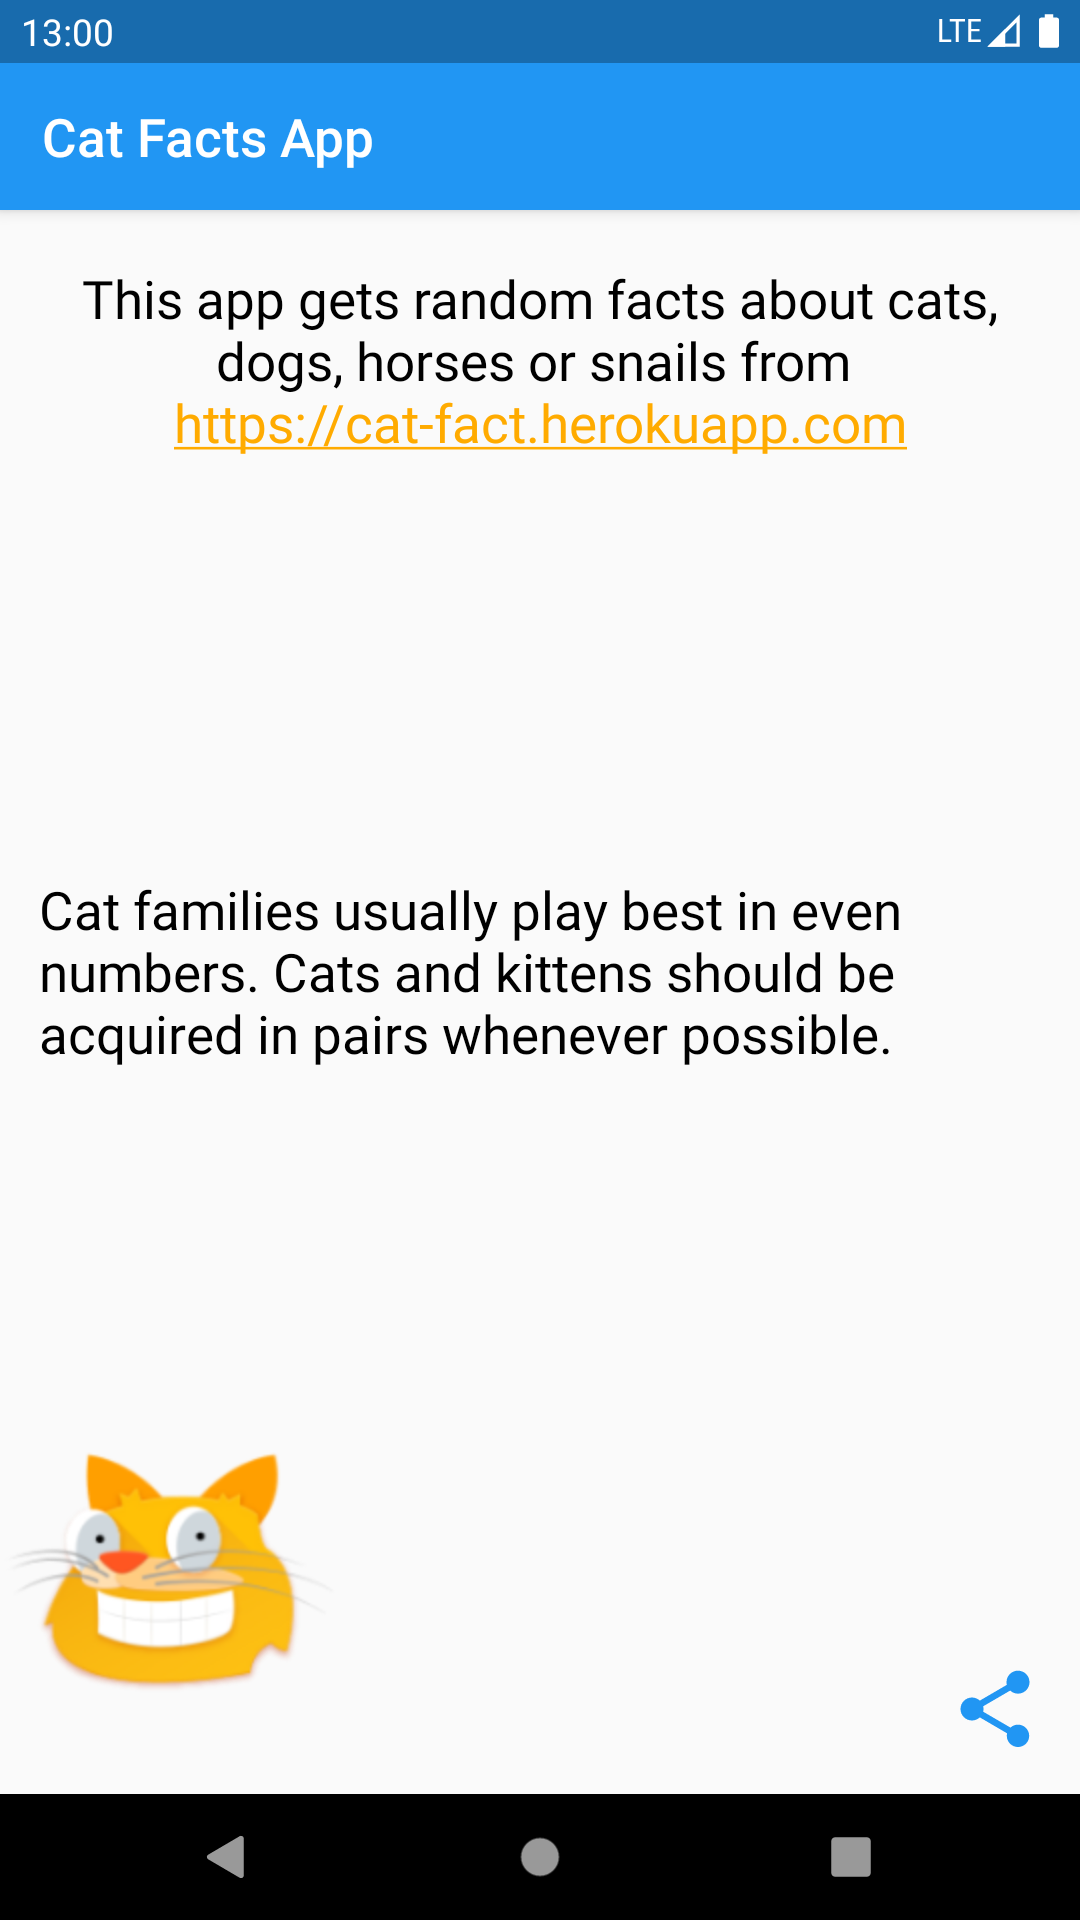 13:00 LTE
Cat Facts App
This app gets random facts about cats,
dogs, horses or snails from
https://cat-fact.herokuapp.com
Cat families usually play best in even
numbers. Cats and kittens should be
acquired in pairs whenever possible.